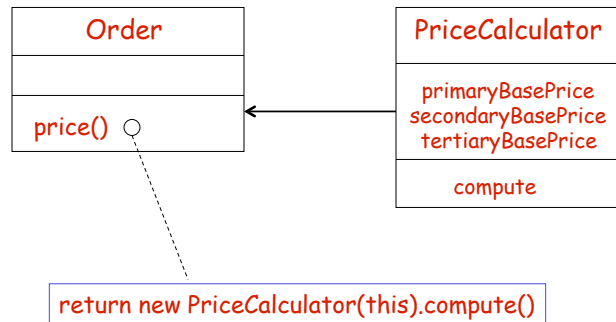 Order
price()
PriceCalculator
primaryBasePrice
secondaryBasePrice
tertiaryBasePrice
compute
return new PriceCalculator(this).compute()